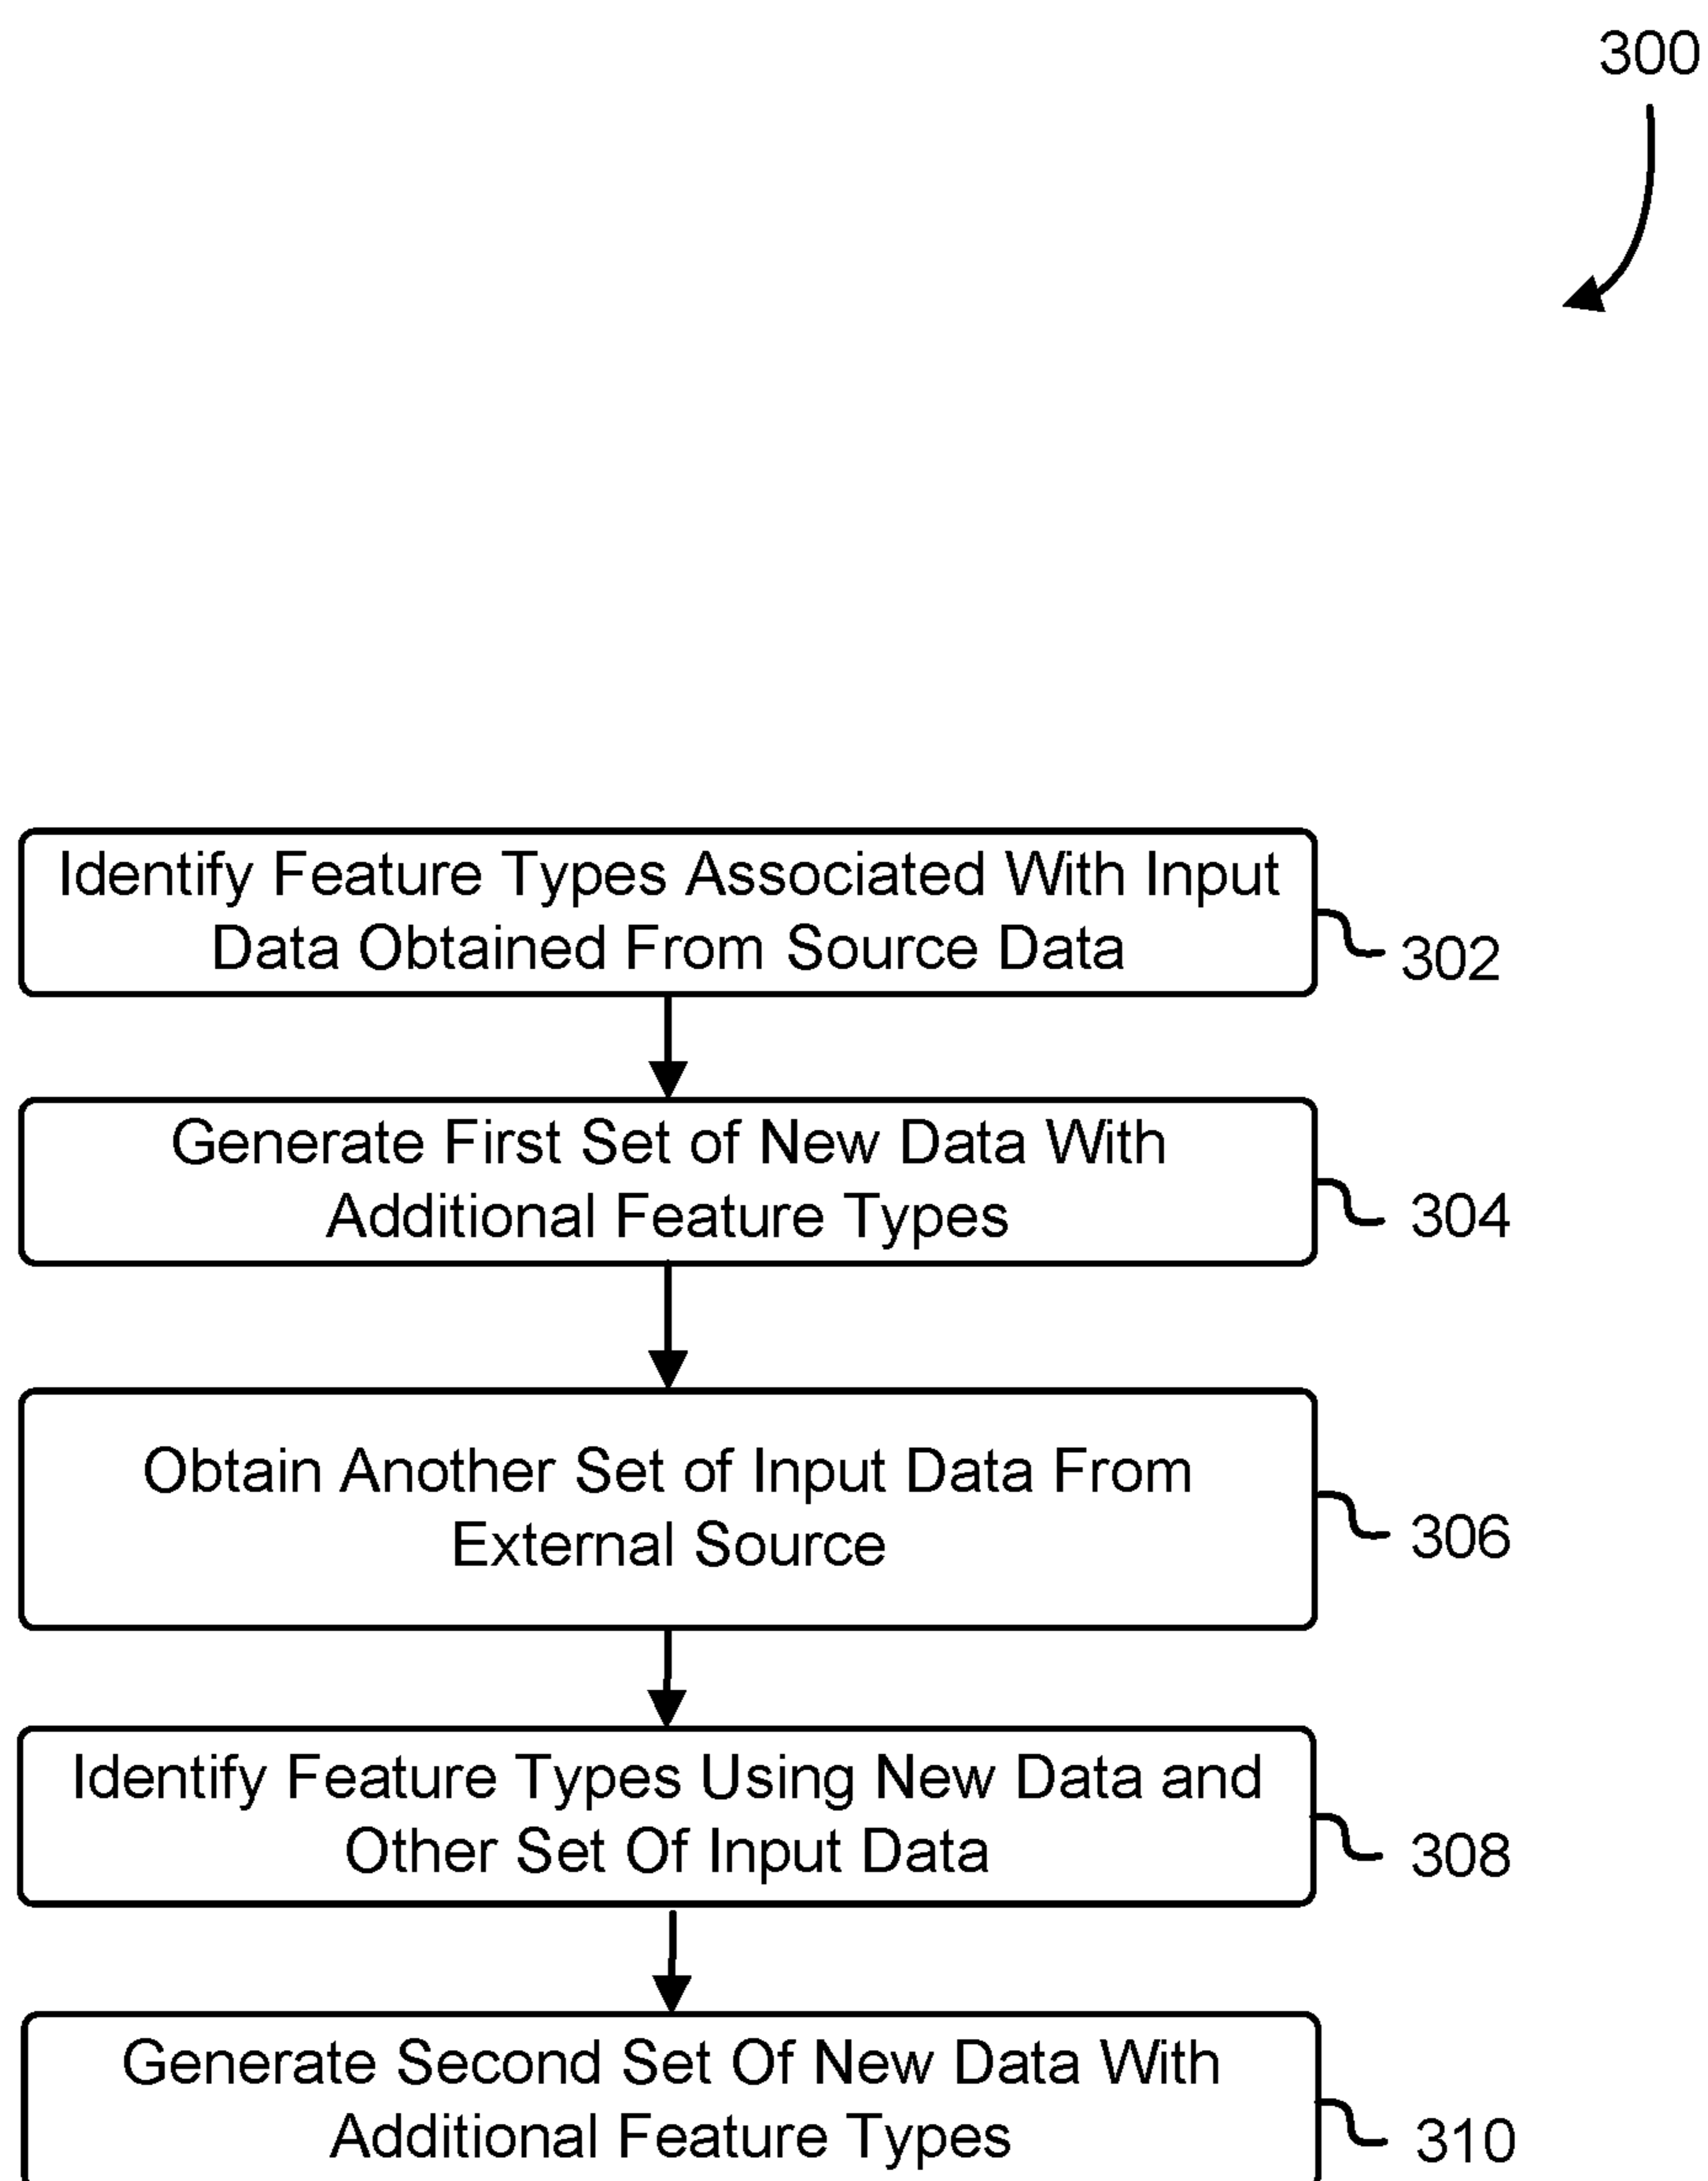 300
Identify Feature Types Associated With Input
Data Obtained From Source Data
302
Generate First Set of New Data With
Additional Feature Types
304
Obtain Another Set of Input Data From
External Source
306
Identify Feature Types Using New Data and
Other Set Of Input Data
308
Generate Second Set Of New Data With
Additional Feature Types
310